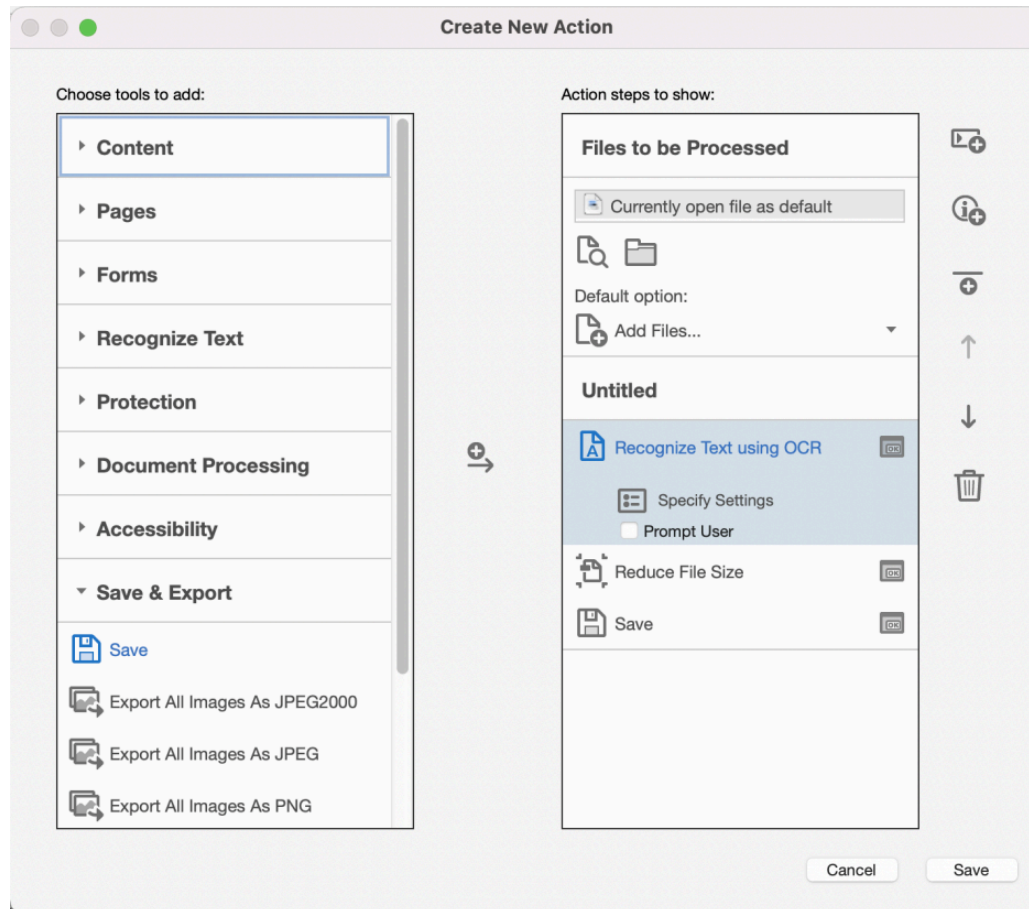 Create New Action
Choose tools to add:
Content
Pages
Forms
Recognize Text
Protection
Document Processing
Accessibility
Save & Export
Save
Export All Images As JPEG2000
Export All Images As JPEG
Export All Images As PNG
Action steps to show:
Files to be Processed
Currently open file as default
Default option:
Add Files...
Untitled
Recognize Text using OCR
OK
Specify Settings
Prompt User
Reduce File Size
OK
Save
OK
Cancel
Save